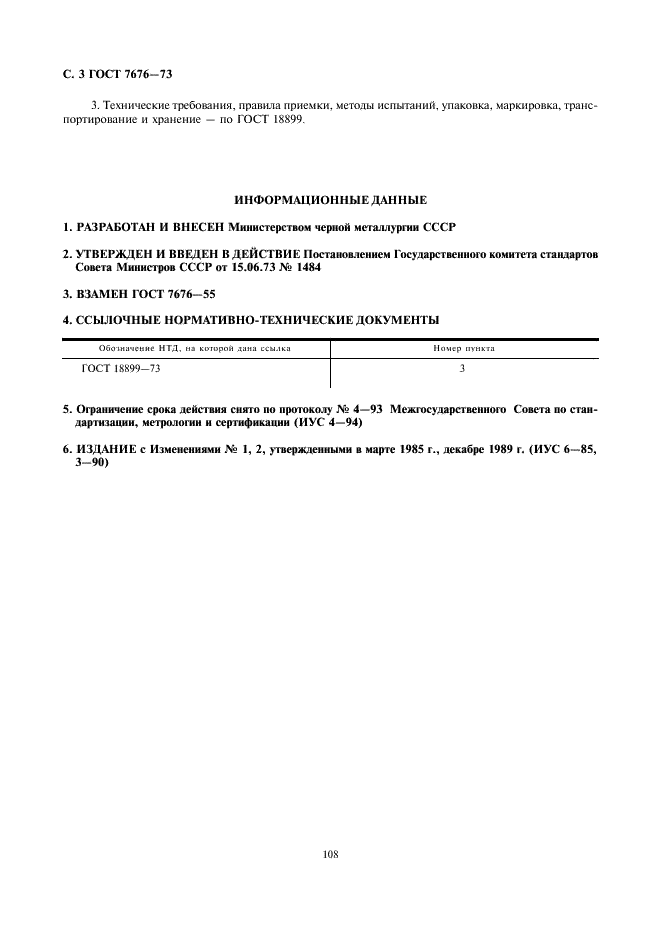 С. 3 ГОСТ 7676—73
3. Технические требования, правила приемки, методы испытаний, упаковка, маркировка, транс-
портирование и хранение — по ГОСТ 18899.
ИНФОРМАЦИОННЫЕ ДАННЫЕ
1. РАЗРАБОТАН И ВНЕСЕН Министерством черной металлургии СССР
2. УТВЕРЖДЕН И ВВЕДЕН В ДЕЙСТВИЕ Постановлением Государственного комитета стандартов
Совета Министров СССР от 15.06.73 № 1484
3. ВЗАМЕН ГОСТ 7676—55
4. ССЫЛОЧНЫЕ НОРМАТИВНО-ТЕХНИЧЕСКИЕ ДОКУМЕНТЫ
Обозначение НТД, на которой дана ссылка Номер пункта
ГОСТ 18899—73 3
5. Ограничение срока действия снято по протоколу № 4—93 Межгосударственного Совета по стан-
дартизации, метрологии и сертификации (ИУС 4—94)
6. ИЗДАНИЕ с Изменениями № 1, 2, утвержденными в марте 1985 г., декабре 1989 г. (ИУС 6—85,
3—90)
108